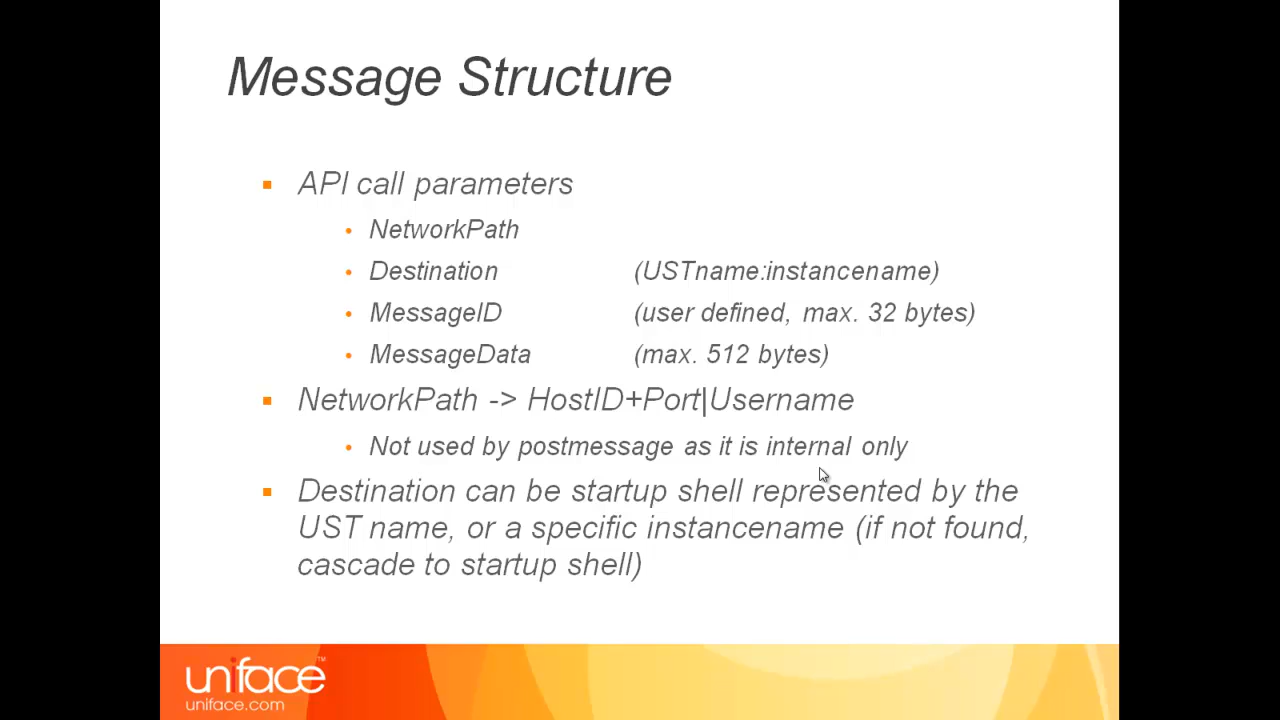 Message Structure
API call parameters
NetworkPath
Destination (USTname:instancename)
MessageID (user defined, max. 32 bytes)
MessageData (max. 512 bytes)
NetworkPath -> HostID+Port|Username
Not used by postmessage as it is internal only
Destination can be startup shell represented by the
UST name, or a specific instancename (if not found,
cascade to startup shell)
uniface™
uniface.com